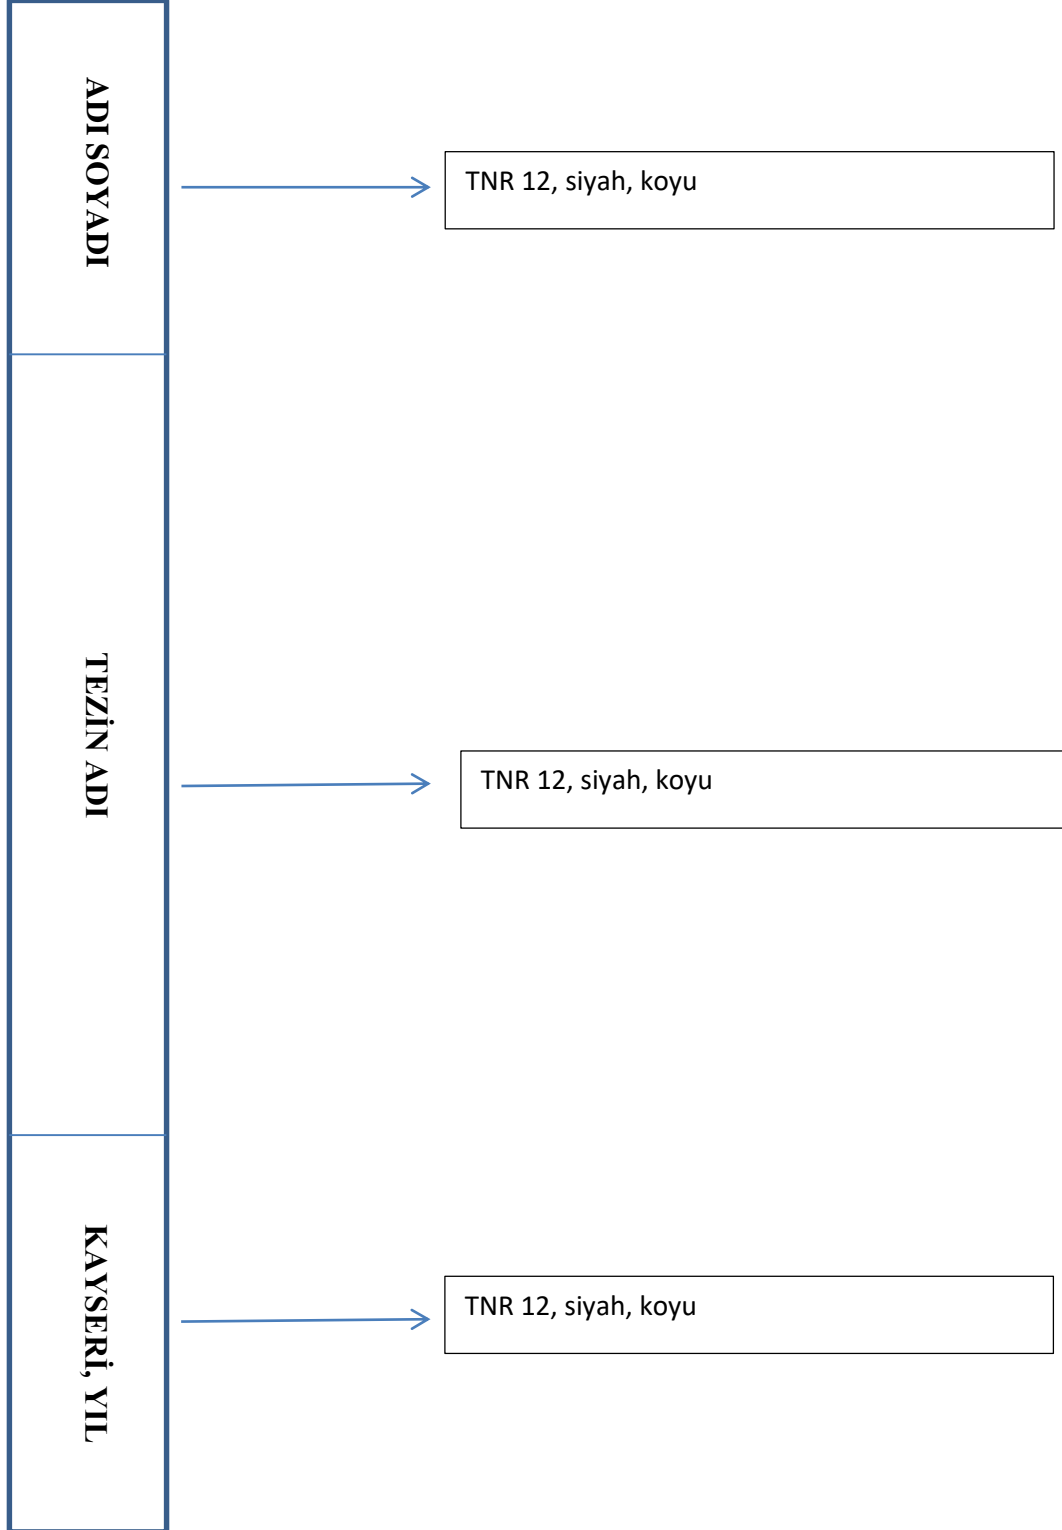 ADI SOYADI
TNR 12, siyah, koyu
TEZİN ADI
TNR 12, siyah, koyu
KAYSERİ, YIL
TNR 12, siyah, koyu